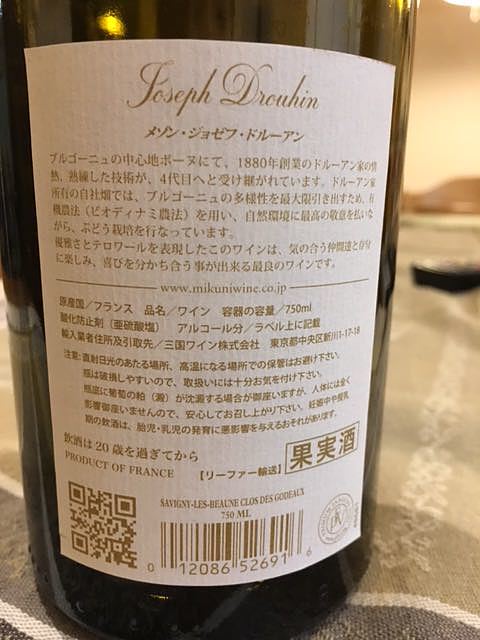 Joseph Drouhin
メゾン・ジョゼフ・ドルーアン
ブルゴーニュの中心地ボーヌにて、1880年創業のドルーアン家の情
熱、熟練した技術が、4代目へと受け継がれています。ドルーアン家
所有の自社畑では、ブルゴーニュの多様性を最大限引き出すため、有
機農法（ビオディナミ農法）を用い、自然環境に最高の敬意を払いな
がら、ぶどう栽培を行なっています。
優雅さとテロワールを表現したこのワインは、気の合う仲間達と存分
に楽しみ、喜びを分かち合う事が出来る最良のワインです。
www.mikuniwine.co.jp
原産国／フランス 品名／ワイン 容器の容量／750ml
酸化防止剤（亜硫酸塩） アルコール分／ラベル上に記載
輸入業者住所及引取先／三国ワイン株式会社 東京都中央区新川1-17-18
注意：直射日光のあたる場所、高温になる場所での保管はお避け下さい。
瓶は破損しやすいので、取扱いには十分お気を付け下さい。
瓶底に葡萄の粕（澱）が沈澱する場合が御座いますが、人体には全く
影響御座いませんので、安心してお召し上がり下さい。妊娠中や授乳
期の飲酒は、胎児・乳児の発育に悪影響を与えるおそれがあります。
飲酒は20歳を過ぎてから
PRODUCT OF FRANCE
【リーファー輸送】
果実酒
SAVIGNY-LES-BEAUNE CLOS DES GODEAUX
750 ML
0 12086 52691 6